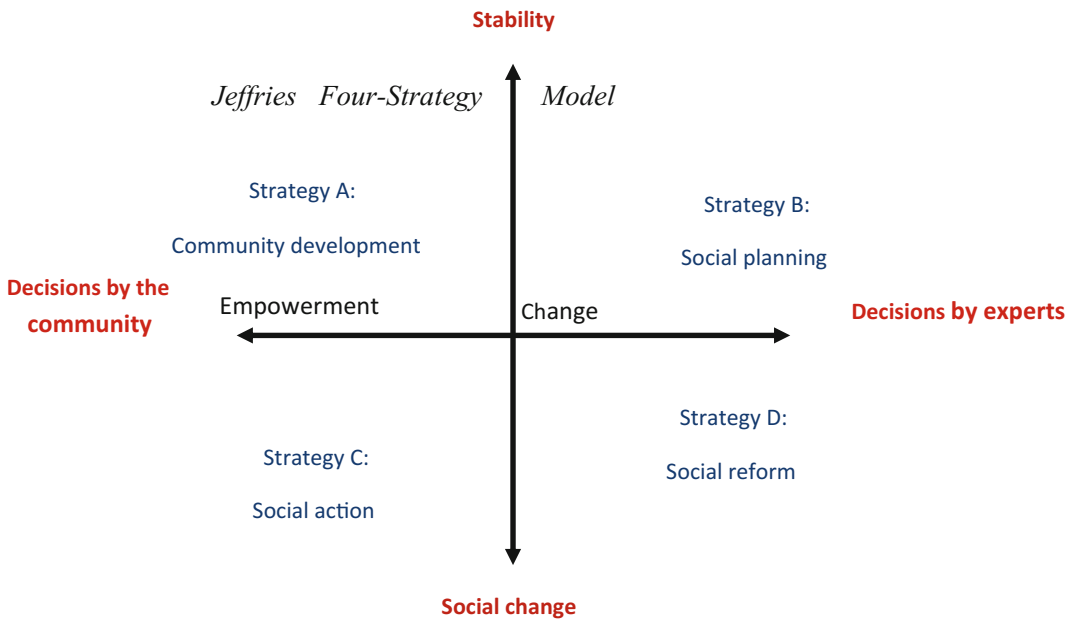 Stability
Jeffries Four-Strategy Model
Strategy A:
Community development
Strategy B:
Social planning
Decisions by the
community
Empowerment
Change
Decisions by experts
Strategy C:
Social action
Strategy D:
Social reform
Social change